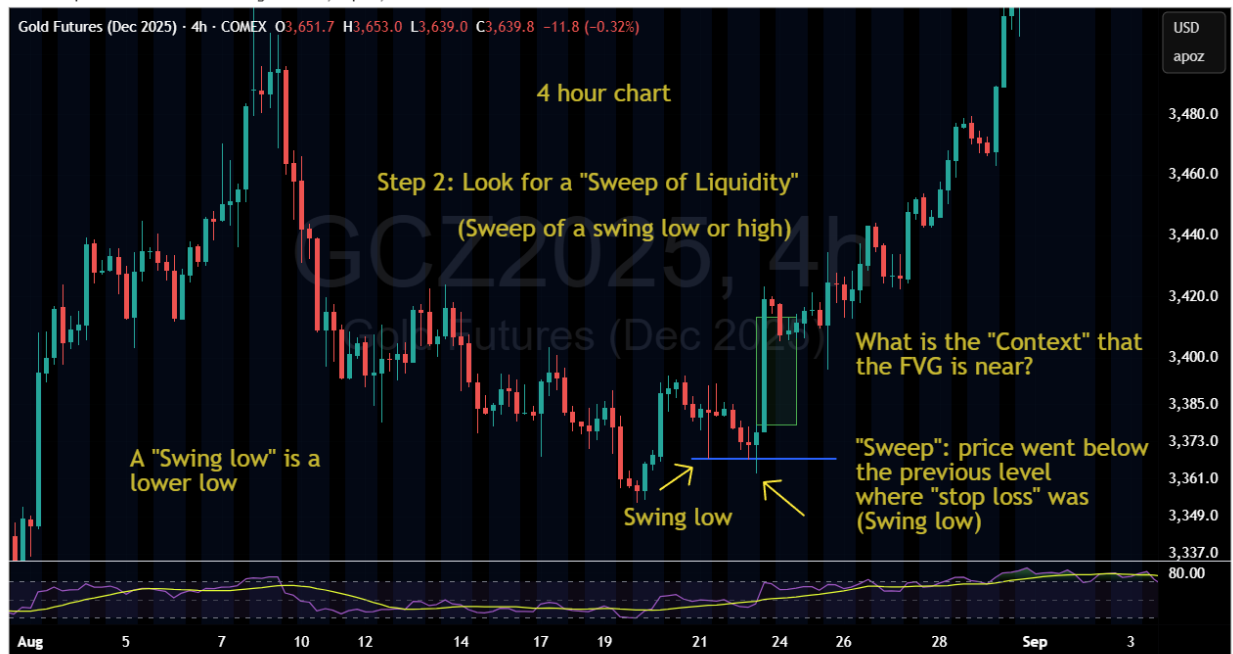 Gold Futures (Dec 2025) · 4h · COMEX O3,651.7 H3,653.0 L3,639.0 C3,639.8 −11.8 (−0.32%)
USD
apoz
4 hour chart
3,480.0
Step 2: Look for a "Sweep of Liquidity"
3,460.0
(Sweep of a swing low or high)
3,440.0
GCZ2025, 4h
3,420.0
Gold Futures (Dec 2025)
What is the "Context" that
the FVG is near?
3,400.0
3,385.0
A "Swing low" is a
lower low
3,373.0
"Sweep": price went below
the previous level
where "stop loss" was
(Swing low)
3,361.0
Swing low
3,349.0
3,337.0
80.00
Aug 5 7 10 12 14 17 19 21 24 26 28 Sep 3